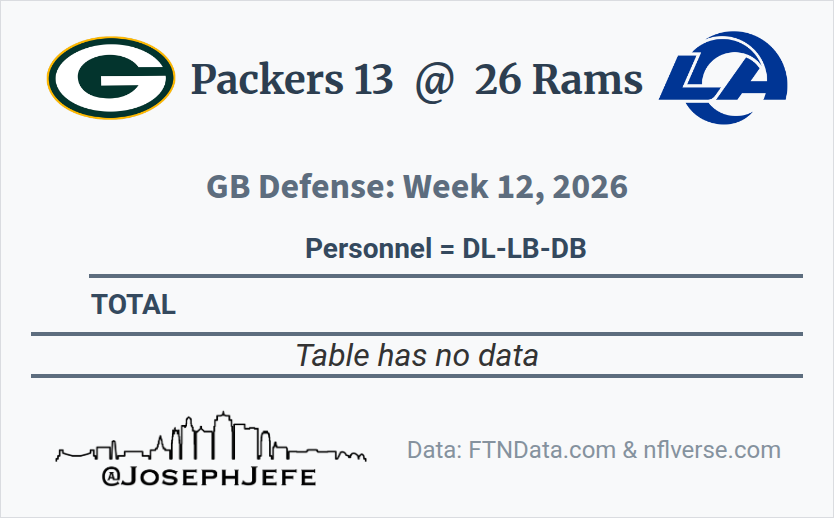 G Packers 13 @ 26 Rams LA
GB Defense: Week 12, 2026
Personnel = DL-LB-DB
TOTAL
Table has no data
@JOSEPHJEFE
Data: FTNData.com & nflverse.com